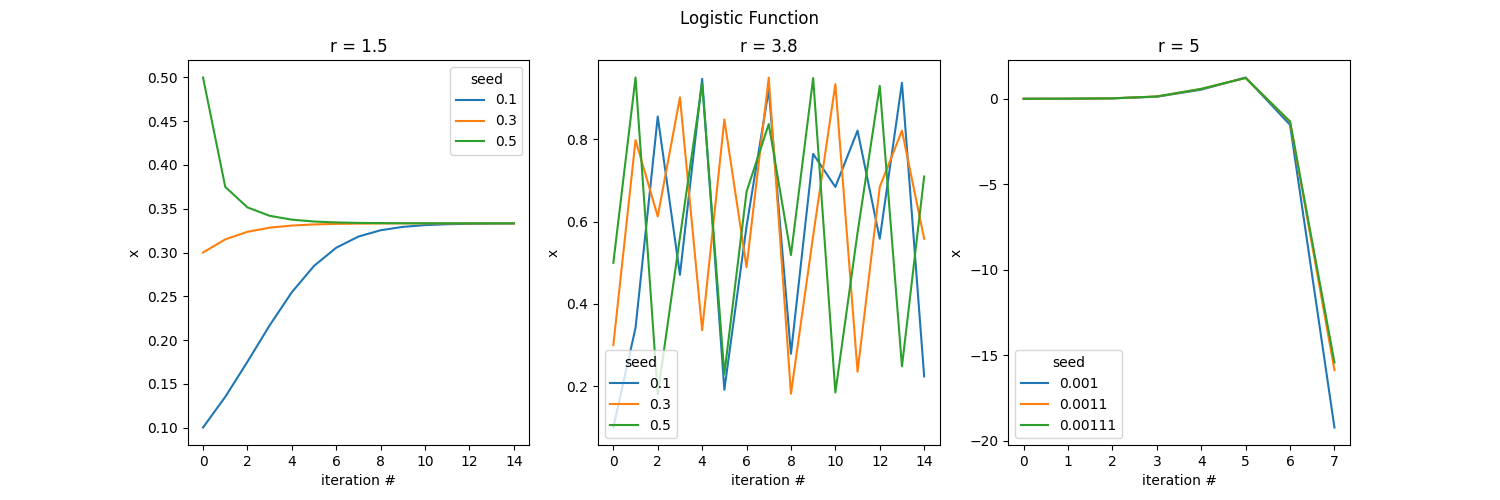 Logistic Function
r = 1.5
x
0.50
0.45
0.40
0.35
0.30
0.25
0.20
0.15
0.10
seed
0.1
0.3
0.5
0 2 4 6 8 10 12 14
iteration #
r = 3.8
x
0.8
0.6
0.4
0.2
seed
0.1
0.3
0.5
0 2 4 6 8 10 12 14
iteration #
r = 5
x
0
−5
−10
−15
−20
seed
0.001
0.0011
0.00111
0 1 2 3 4 5 6 7
iteration #